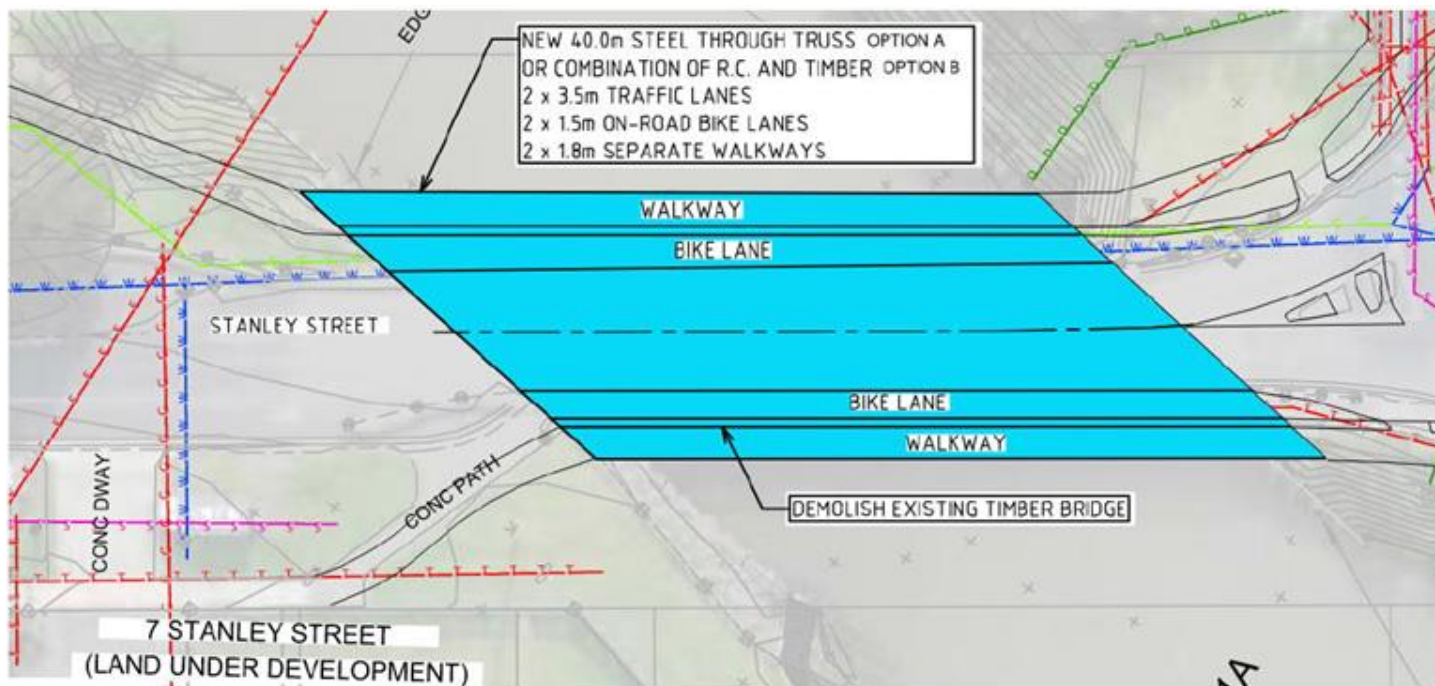 EDG
NEW 40.0m STEEL THROUGH TRUSS OPTION A
OR COMBINATION OF R.C. AND TIMBER OPTION B
2 x 3.5m TRAFFIC LANES
2 x 1.5m ON-ROAD BIKE LANES
2 x 1.8m SEPARATE WALKWAYS
WALKWAY
BIKE LANE
STANLEY STREET
BIKE LANE
WALKWAY
CONC DWAY
CONC PATH
DEMOLISH EXISTING TIMBER BRIDGE
7 STANLEY STREET
(LAND UNDER DEVELOPMENT)